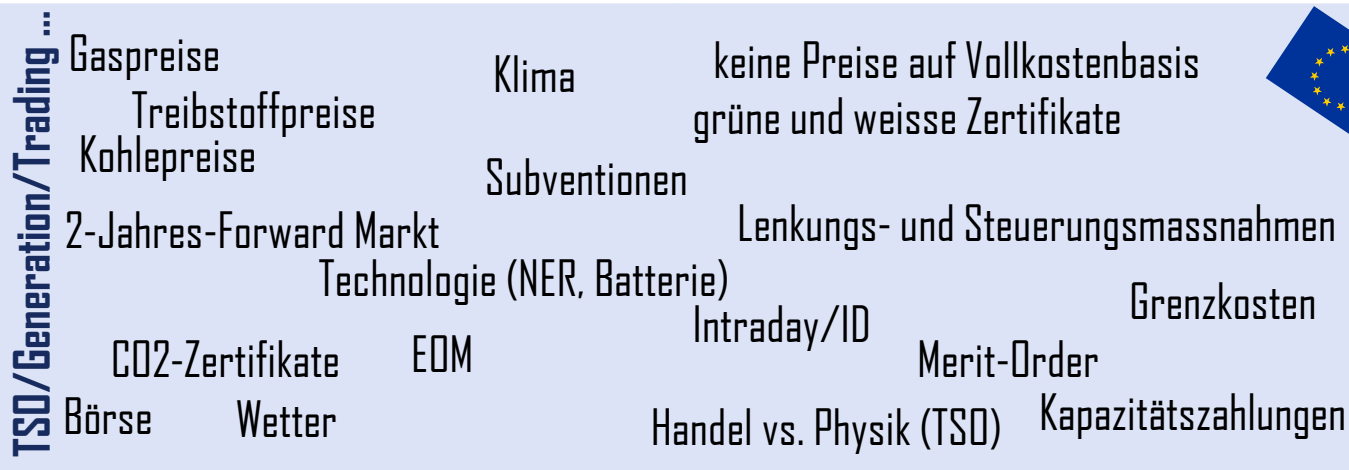 TSO/Generation/Trading ...
Gaspreise
Klima
keine Preise auf Vollkostenbasis
Treibstoffpreise
grüne und weisse Zertifikate
Kohlepreise
Subventionen
2-Jahres-Forward Markt
Lenkungs- und Steuerungsmassnahmen
Technologie (NER, Batterie)
Intraday/ID
Grenzkosten
CO2-Zertifikate
EOM
Merit-Order
Börse
Wetter
Handel vs. Physik (TSO)
Kapazitätszahlungen